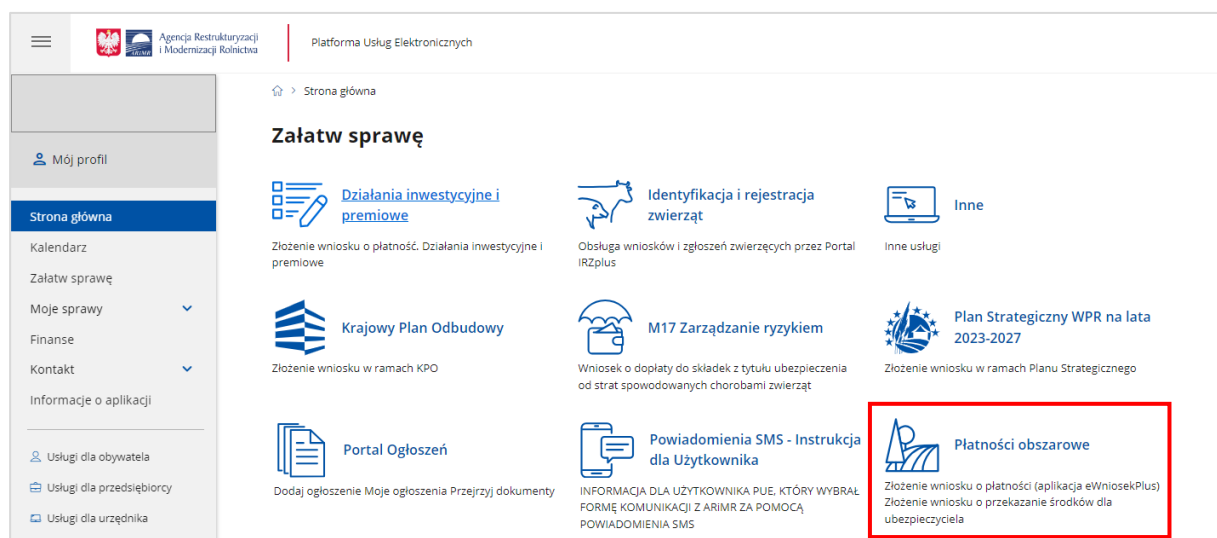 Agencja Restrukturyzacji
i Modernizacji Rolnictwa
ARiMR
Platforma Usług Elektronicznych
Strona główna
Załatw sprawę
Mój profil
Strona główna
Kalendarz
Załatw sprawę
Moje sprawy
Finanse
Kontakt
Informacje o aplikacji
Usługi dla obywatela
Usługi dla przedsiębiorcy
Usługi dla urzędnika
Działania inwestycyjne i
premiowe
Złożenie wniosku o płatność. Działania inwestycyjne i
premiowe
Identyfikacja i rejestracja
zwierząt
Obsługa wniosków i zgłoszeń zwierzęcych przez Portal
IRZplus
Inne
Inne usługi
Krajowy Plan Odbudowy
Złożenie wniosku w ramach KPO
M17 Zarządzanie ryzykiem
Wniosek o dopłaty do składek z tytułu ubezpieczenia
od strat spowodowanych chorobami zwierząt
Plan Strategiczny WPR na lata
2023-2027
Złożenie wniosku w ramach Planu Strategicznego
Portal Ogłoszeń
Dodaj ogłoszenie Moje ogłoszenia Przejrzyj dokumenty
Powiadomienia SMS - Instrukcja
dla Użytkownika
INFORMACJA DLA UŻYTKOWNIKA PUE, KTÓRY WYBRAŁ
FORMĘ KOMUNIKACJI Z ARiMR ZA POMOCĄ
POWIADOMIENIA SMS
Płatności obszarowe
Złożenie wniosku o płatności (aplikacja eWniosekPlus)
Złożenie wniosku o przekazanie środków dla
ubezpieczyciela